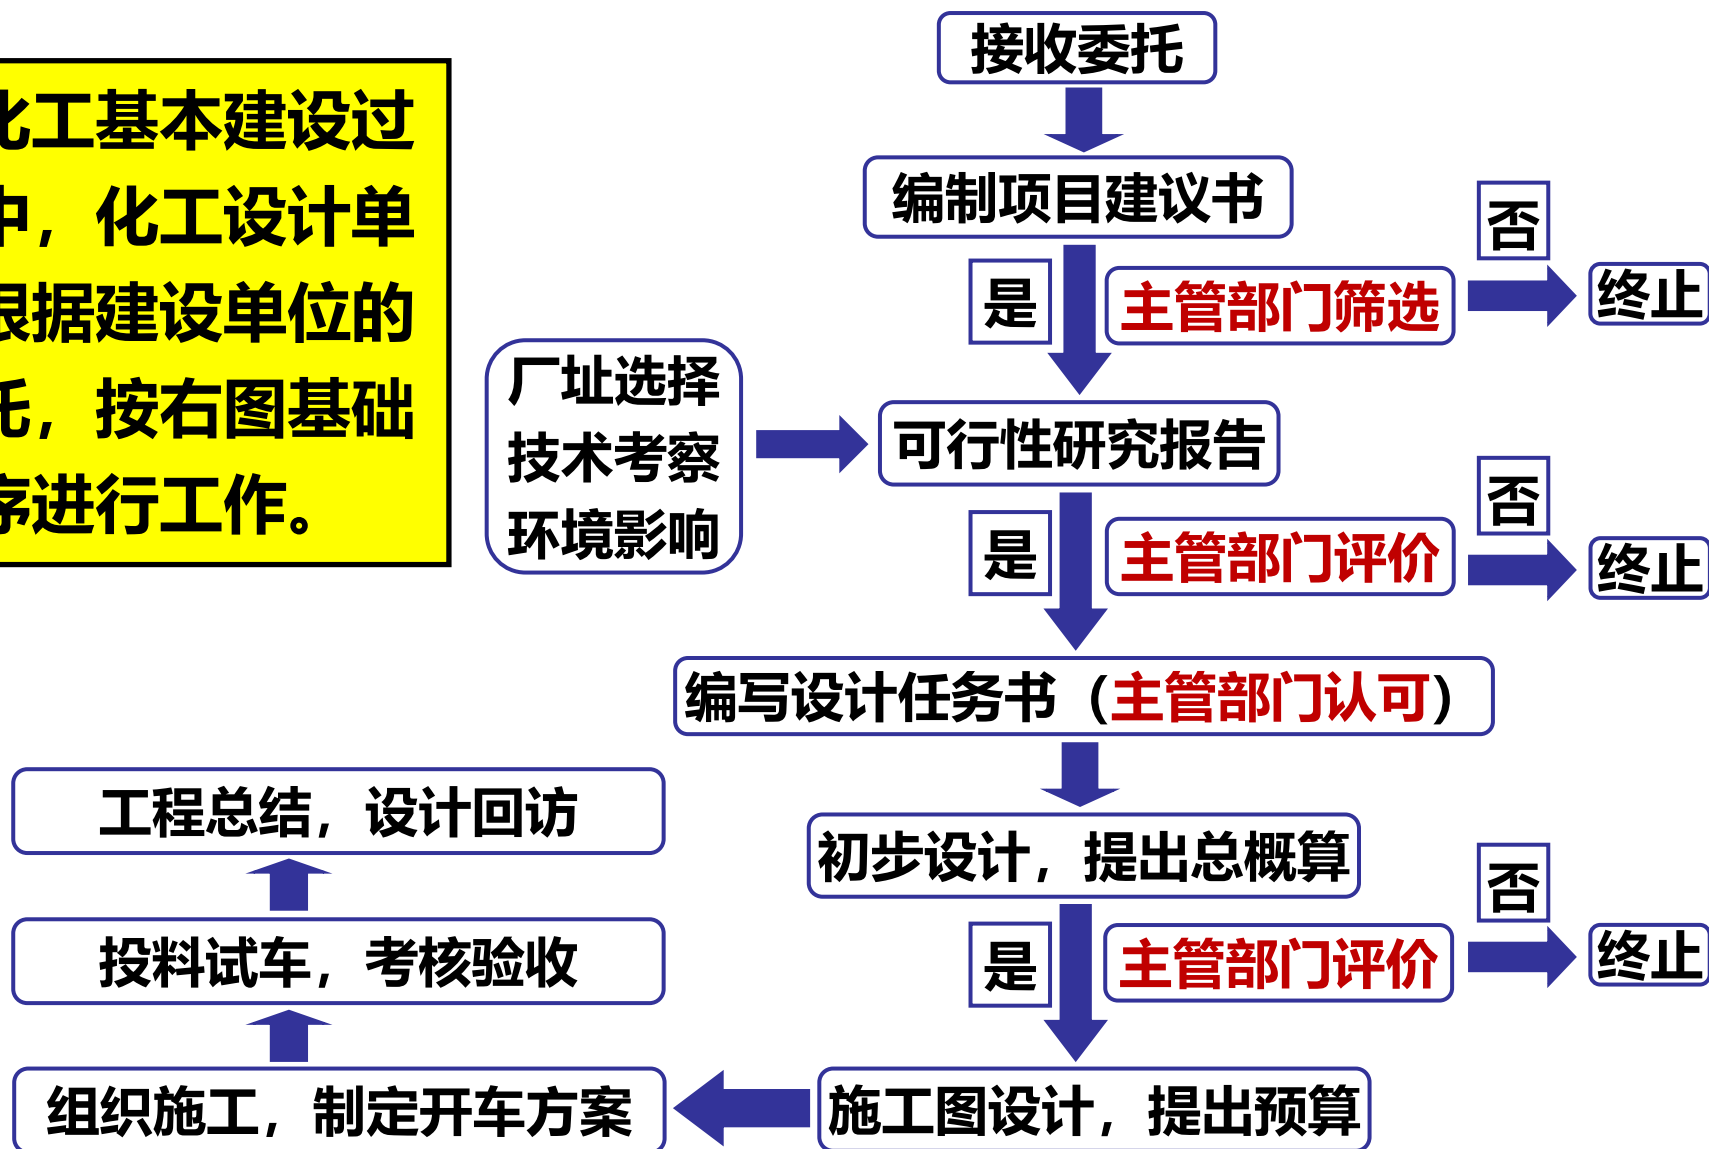 接收委托
化工基本建设过
中，化工设计单
根据建设单位的
托，按右图基础
序进行工作。
编制项目建议书
否
是
主管部门筛选
终止
厂址选择
技术考察
环境影响
可行性研究报告
否
是
主管部门评价
终止
编写设计任务书（主管部门认可）
初步设计，提出总概算
否
是
主管部门评价
终止
施工图设计，提出预算
组织施工，制定开车方案
投料试车，考核验收
工程总结，设计回访